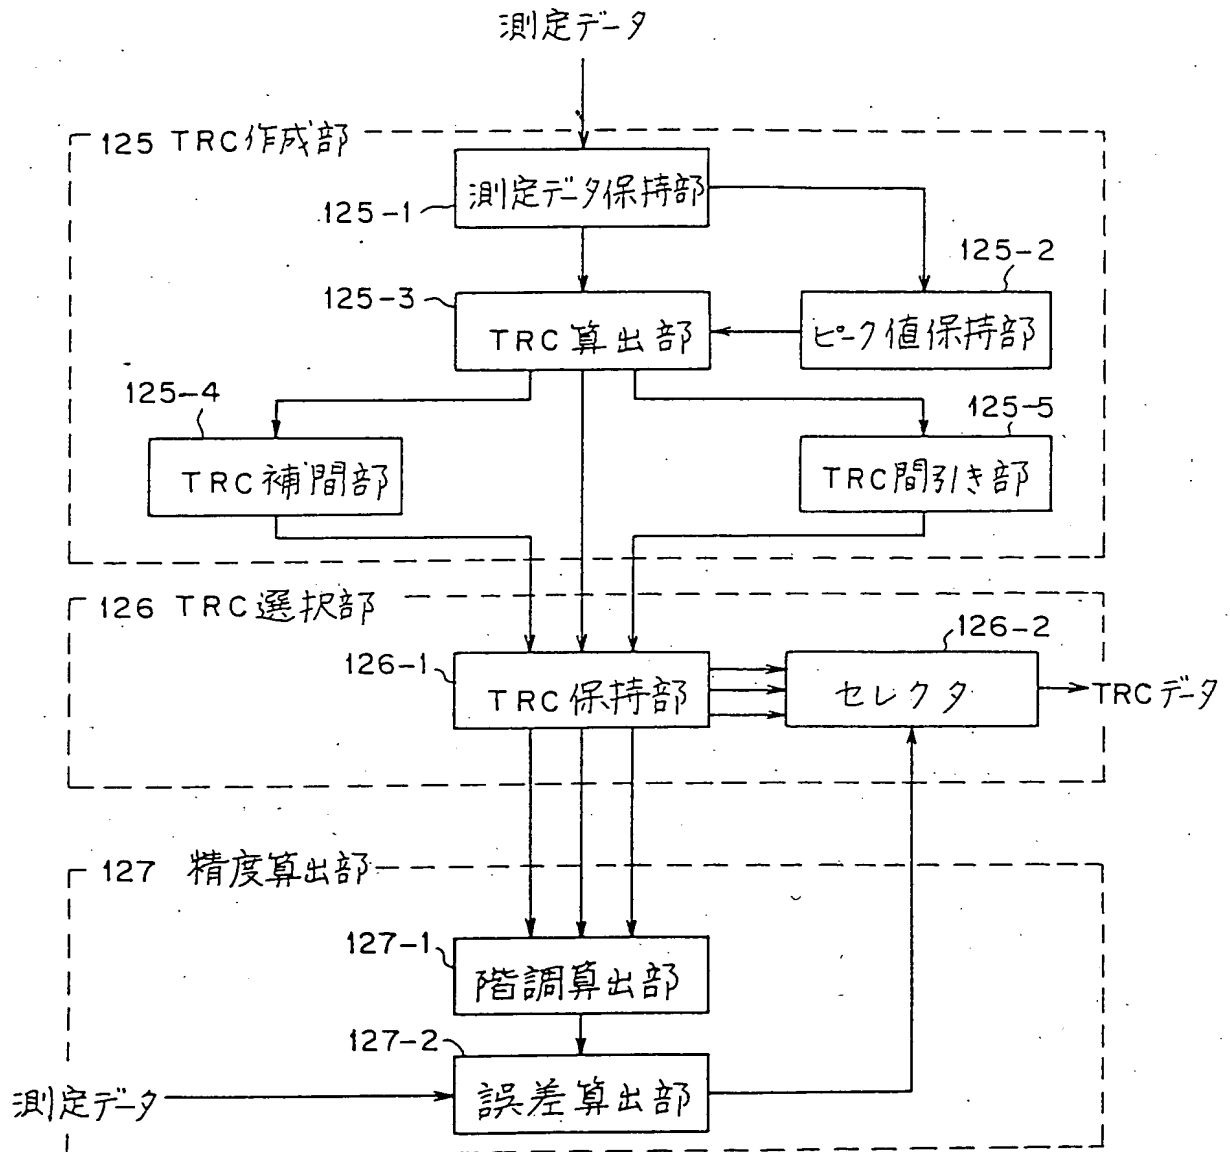 測定データ
125 TRC作成部
測定データ保持部
125-1
125-2
125-3
TRC算出部
ピーク値保持部
125-4
125-5
TRC補間部
TRC間引き部
126 TRC選択部
126-2
126-1
TRC保持部
セレクタ
TRCデータ
127 精度算出部
127-1
階調算出部
127-2
測定データ
誤差算出部